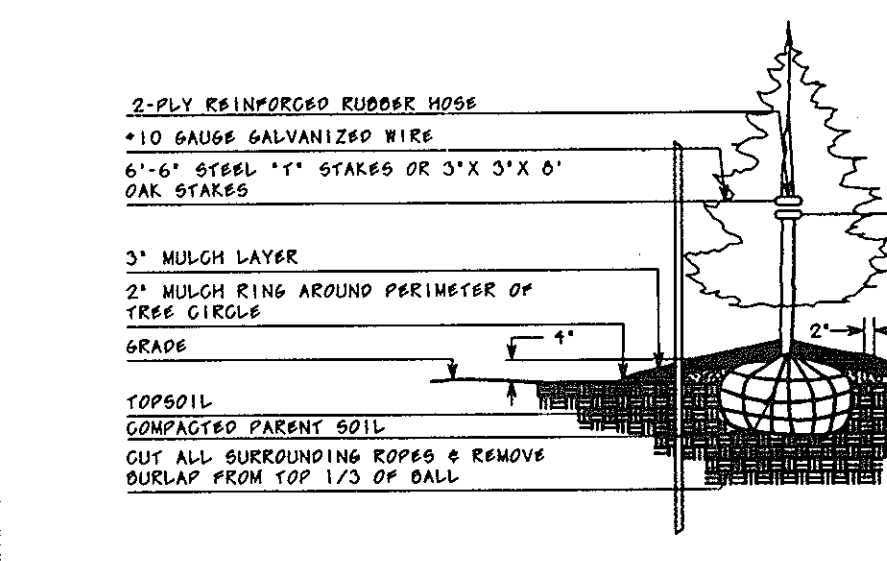 2-PLY REINFORCED RUBBER HOSE
#10 GAUGE GALVANIZED WIRE
6'-6" STEEL "T" STAKES OR 3"X 3"X 8'
OAK STAKES
3" MULCH LAYER
2" MULCH RING AROUND PERIMETER OF
TREE CIRCLE
4"
2"
GRADE
TOPSOIL
COMPACTED PARENT SOIL
CUT ALL SURROUNDING ROPES & REMOVE
BURLAP FROM TOP 1/3 OF BALL